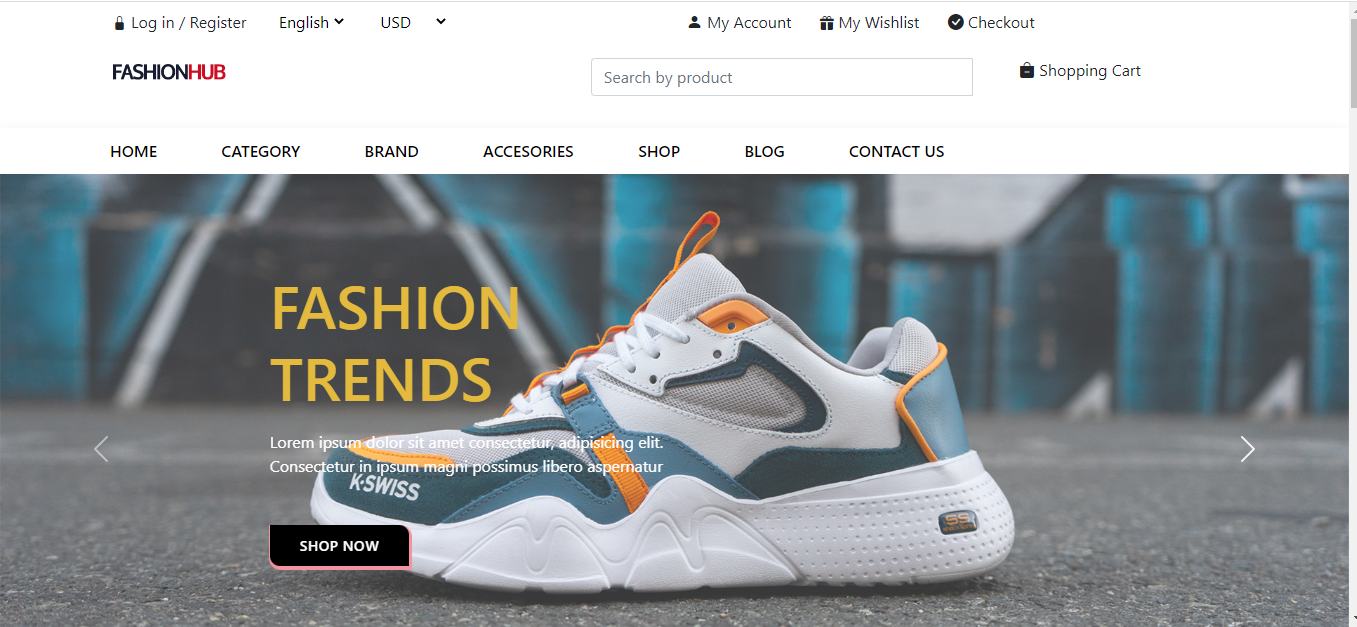 Log in / Register English USD My Account My Wishlist Checkout
FASHIONHUB Search by product Shopping Cart
HOME CATEGORY BRAND ACCESORIES SHOP BLOG CONTACT US
FASHION
TRENDS
Lorem ipsum dolor sit amet consectetur, adipisicing elit.
Consectetur in ipsum magni possimus libero aspernatur
K·SWISS
SS
SHOP NOW